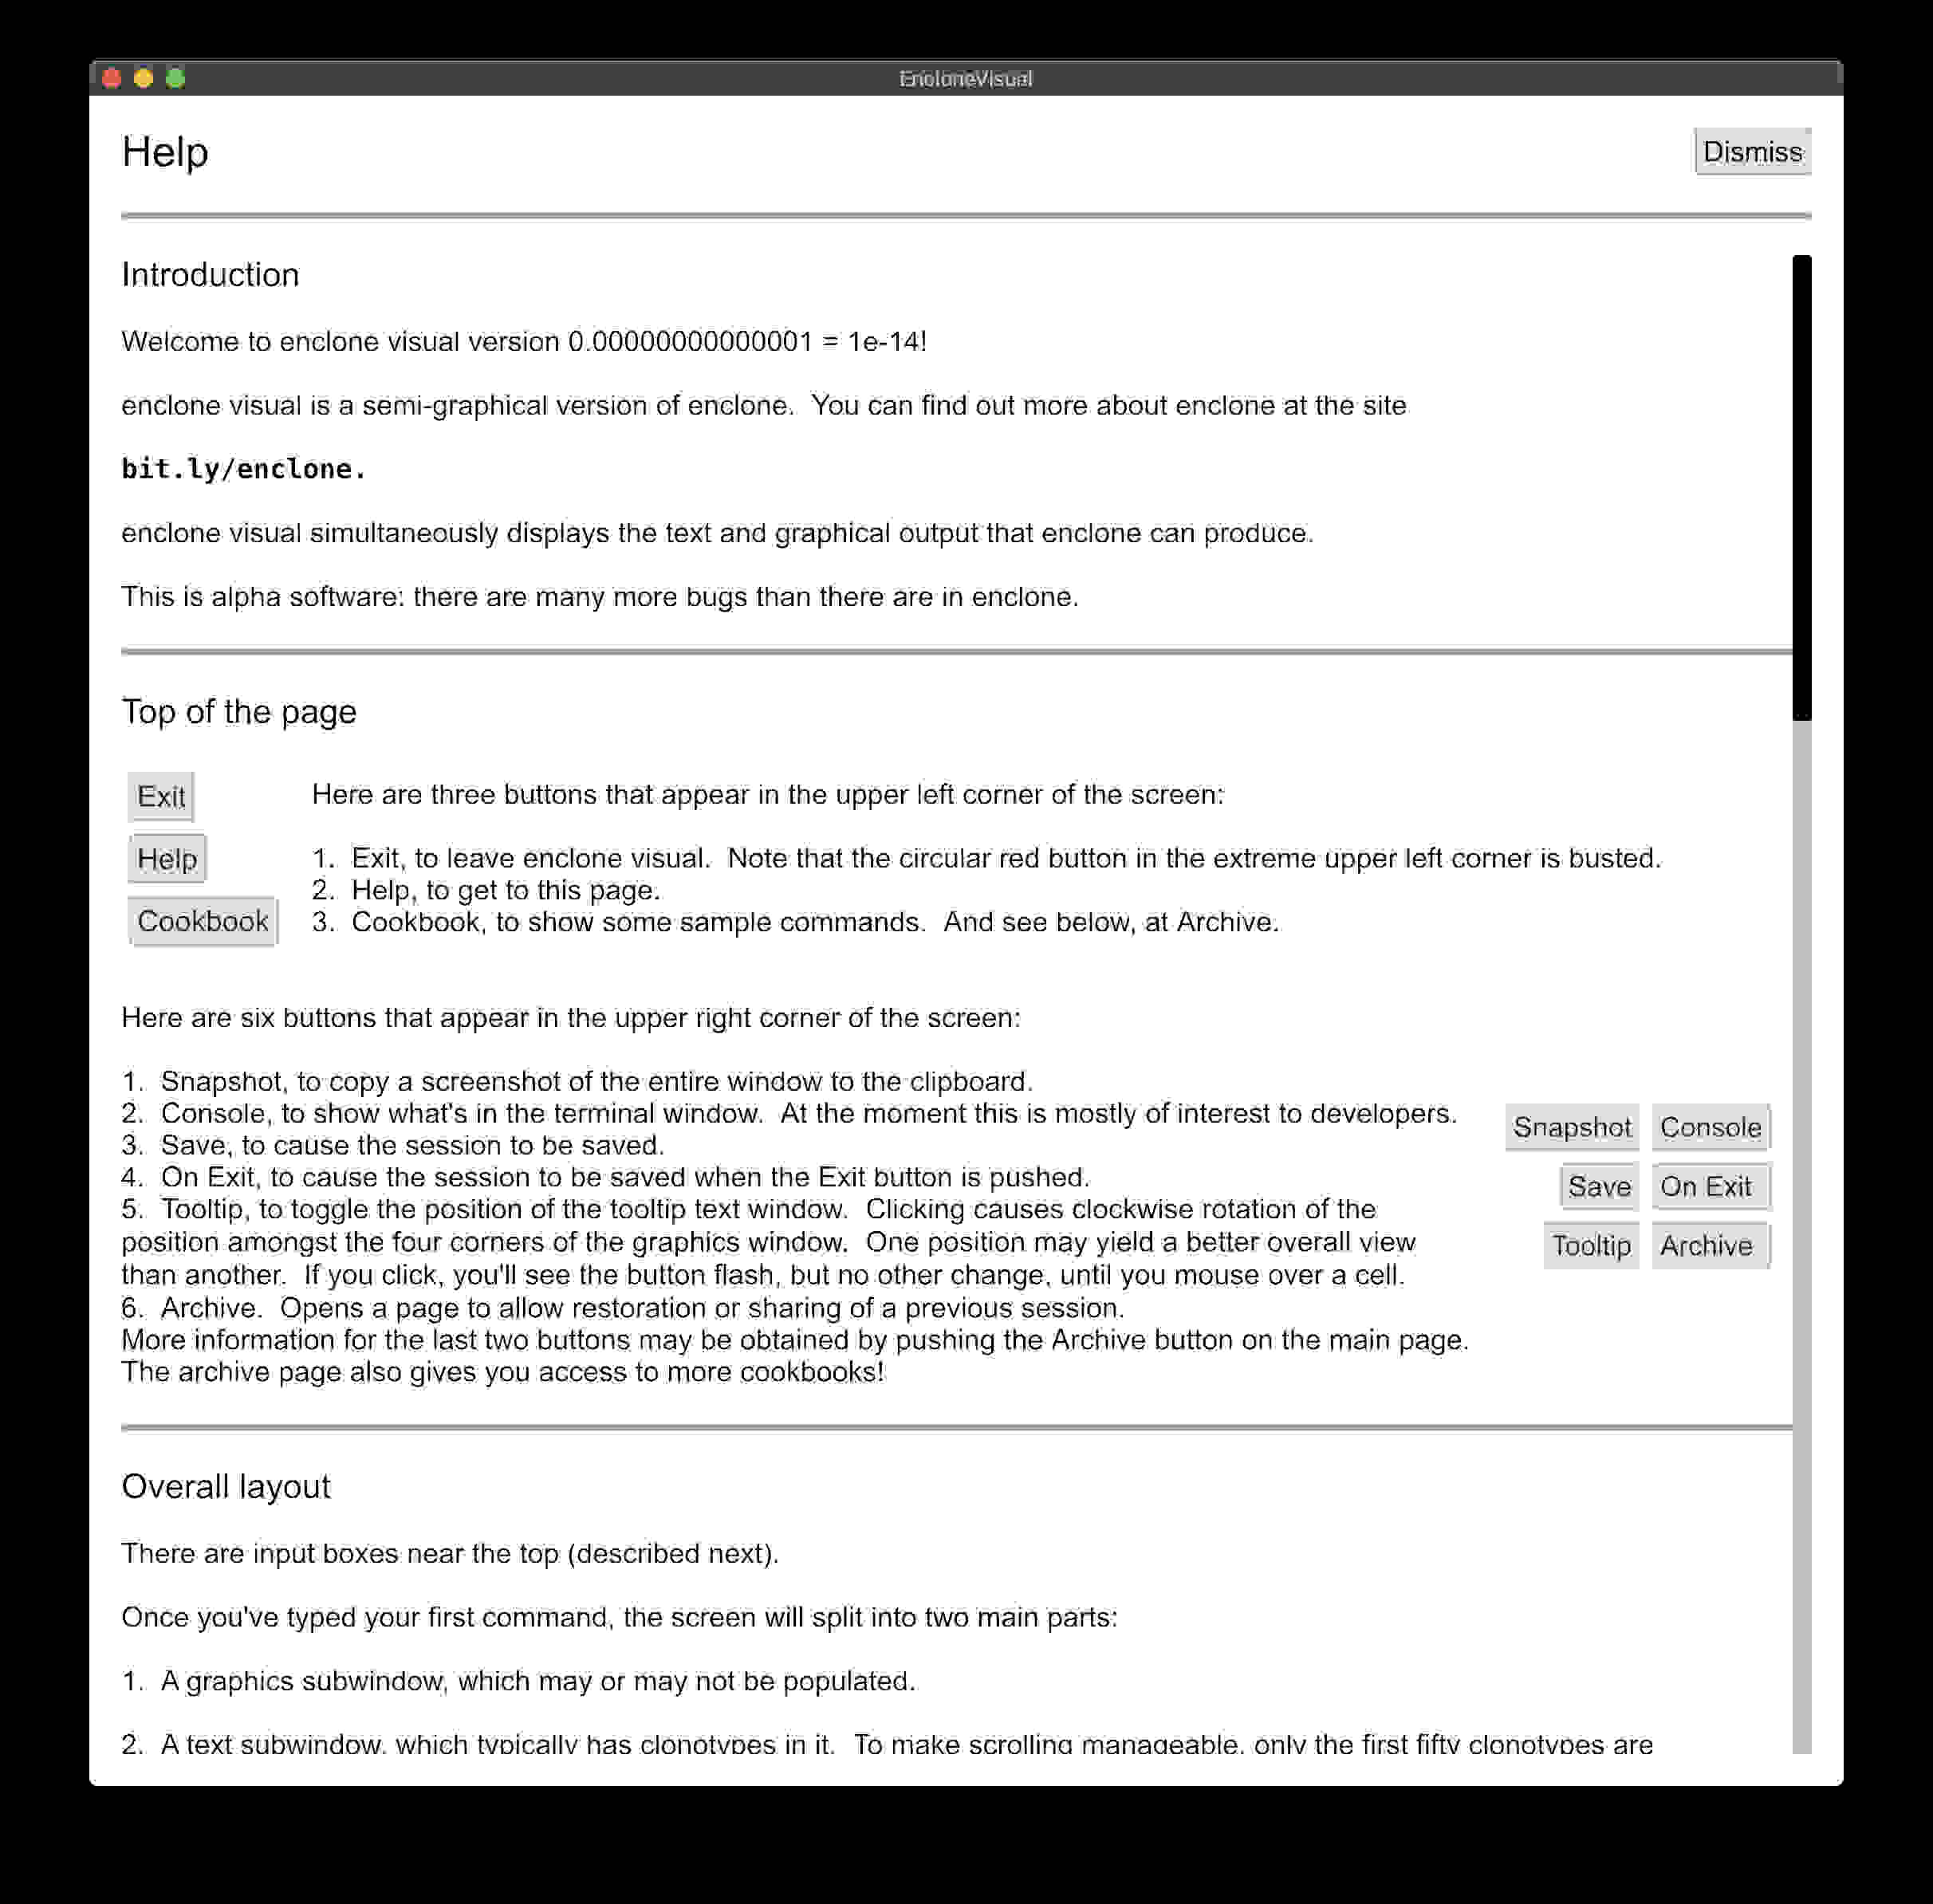 EncloneVisual
Help
Dismiss
Introduction
Welcome to enclone visual version 0.00000000000001 = 1e-14!
enclone visual is a semi-graphical version of enclone.  You can find out more about enclone at the site
bit.ly/enclone.
enclone visual simultaneously displays the text and graphical output that enclone can produce.
This is alpha software: there are many more bugs than there are in enclone.
Top of the page
Exit
Help
Cookbook
Here are three buttons that appear in the upper left corner of the screen:
1.  Exit, to leave enclone visual.  Note that the circular red button in the extreme upper left corner is busted.
2.  Help, to get to this page.
3.  Cookbook, to show some sample commands.  And see below, at Archive.
Here are six buttons that appear in the upper right corner of the screen:
1.  Snapshot, to copy a screenshot of the entire window to the clipboard.
2.  Console, to show what's in the terminal window.  At the moment this is mostly of interest to developers.
3.  Save, to cause the session to be saved.
4.  On Exit, to cause the session to be saved when the Exit button is pushed.
5.  Tooltip, to toggle the position of the tooltip text window.  Clicking causes clockwise rotation of the
position amongst the four corners of the graphics window.  One position may yield a better overall view
than another.  If you click, you'll see the button flash, but no other change, until you mouse over a cell.
6.  Archive.  Opens a page to allow restoration or sharing of a previous session.
More information for the last two buttons may be obtained by pushing the Archive button on the main page.
The archive page also gives you access to more cookbooks!
Snapshot Console
Save On Exit
Tooltip Archive
Overall layout
There are input boxes near the top (described next).
Once you've typed your first command, the screen will split into two main parts:
1.  A graphics subwindow, which may or may not be populated.
2.  A text subwindow, which typically has clonotypes in it.  To make scrolling manageable, only the first fifty clonotypes are